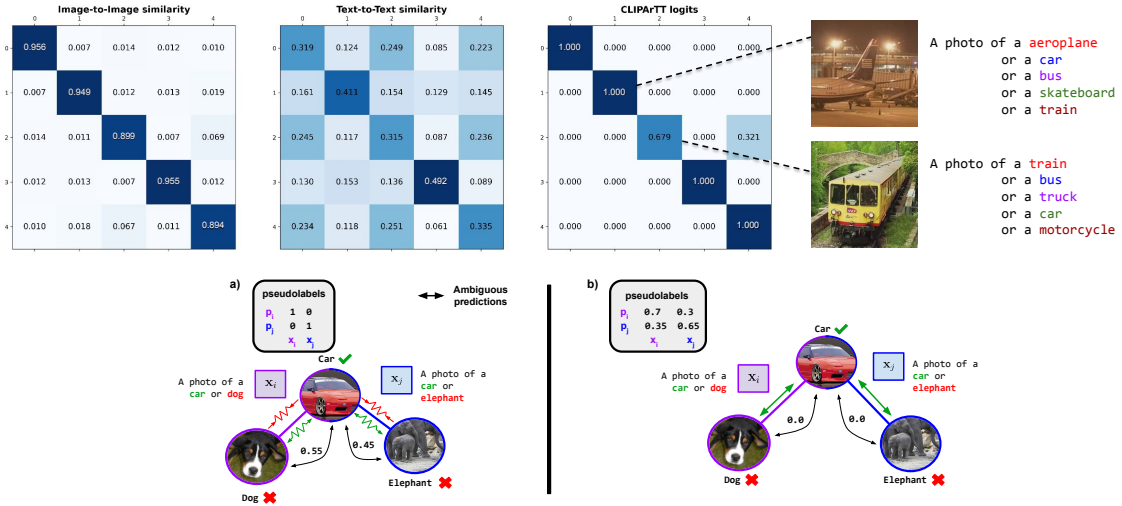 Image-to-Image similarity
0 1 2 3 4
0 0.956 0.007 0.014 0.012 0.010
1 0.007 0.949 0.012 0.013 0.019
2 0.014 0.011 0.899 0.007 0.069
3 0.012 0.013 0.007 0.955 0.012
4 0.010 0.018 0.067 0.011 0.894
Text-to-Text similarity
0 1 2 3 4
0 0.319 0.124 0.249 0.085 0.223
1 0.161 0.411 0.154 0.129 0.145
2 0.245 0.117 0.315 0.087 0.236
3 0.130 0.153 0.136 0.492 0.089
4 0.234 0.118 0.251 0.061 0.335
CLIPArTT logits
0 1 2 3 4
0 1.000 0.000 0.000 0.000 0.000
1 0.000 1.000 0.000 0.000 0.000
2 0.000 0.000 0.679 0.000 0.321
3 0.000 0.000 0.000 1.000 0.000
4 0.000 0.000 0.000 0.000 1.000
A photo of a aeroplane
or a car
or a bus
or a skateboard
or a train
A photo of a train
or a bus
or a truck
or a car
or a motorcycle
a)
pseudolabels
p_i 1 0
p_j 0 1
x_i x_j
Ambiguous
predictions
Car
A photo of a
car or dog
x_i
x_j
A photo of a
car or
elephant
0.55 0.45
Dog
Elephant
b)
pseudolabels
p_i 0.7 0.3
p_j 0.35 0.65
x_i x_j
Car
A photo of a
car or dog
x_i
x_j
A photo of a
car or
elephant
0.0 0.0
Dog
Elephant